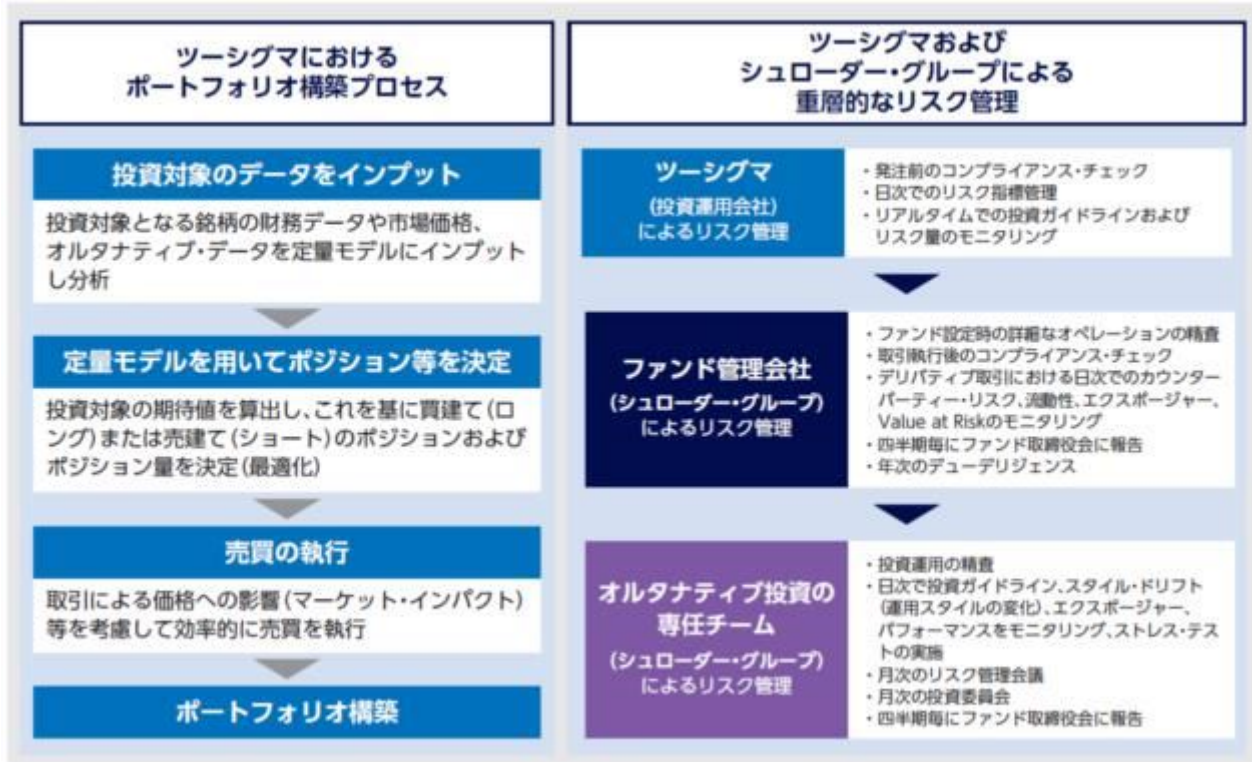 ツーシグマにおける
ポートフォリオ構築プロセス
投資対象のデータをインプット
投資対象となる銘柄の財務データや市場価格、
オルタナティブ・データを定量モデルにインプット
し分析
定量モデルを用いてポジション等を決定
投資対象の期待値を算出し、これを基に買建て(ロ
ング)または売建て(ショート)のポジションおよび
ポジション量を決定(最適化)
売買の執行
取引による価格への影響(マーケット・インパクト)
等を考慮して効率的に売買を執行
ポートフォリオ構築
ツーシグマおよび
シュローダー・グループによる
重層的なリスク管理
ツーシグマ
(投資運用会社)
によるリスク管理
・発注前のコンプライアンス・チェック
・日次でのリスク指標管理
・リアルタイムでの投資ガイドラインおよび
リスク量のモニタリング
ファンド管理会社
(シュローダー・グループ)
によるリスク管理
・ファンド設定時の詳細なオペレーションの精査
・取引執行後のコンプライアンス・チェック
・デリバティブ取引における日次でのカウンター
パーティー・リスク、流動性、エクスポージャー、
Value at Riskのモニタリング
・四半期毎にファンド取締役会に報告
・年次のデューデリジェンス
オルタナティブ投資の
専任チーム
(シュローダー・グループ)
によるリスク管理
・投資運用の精査
・日次で投資ガイドライン、スタイル・ドリフト
(運用スタイルの変化)、エクスポージャー、
パフォーマンスをモニタリング、ストレス・テス
トの実施
・月次のリスク管理会議
・月次の投資委員会
・四半期毎にファンド取締役会に報告